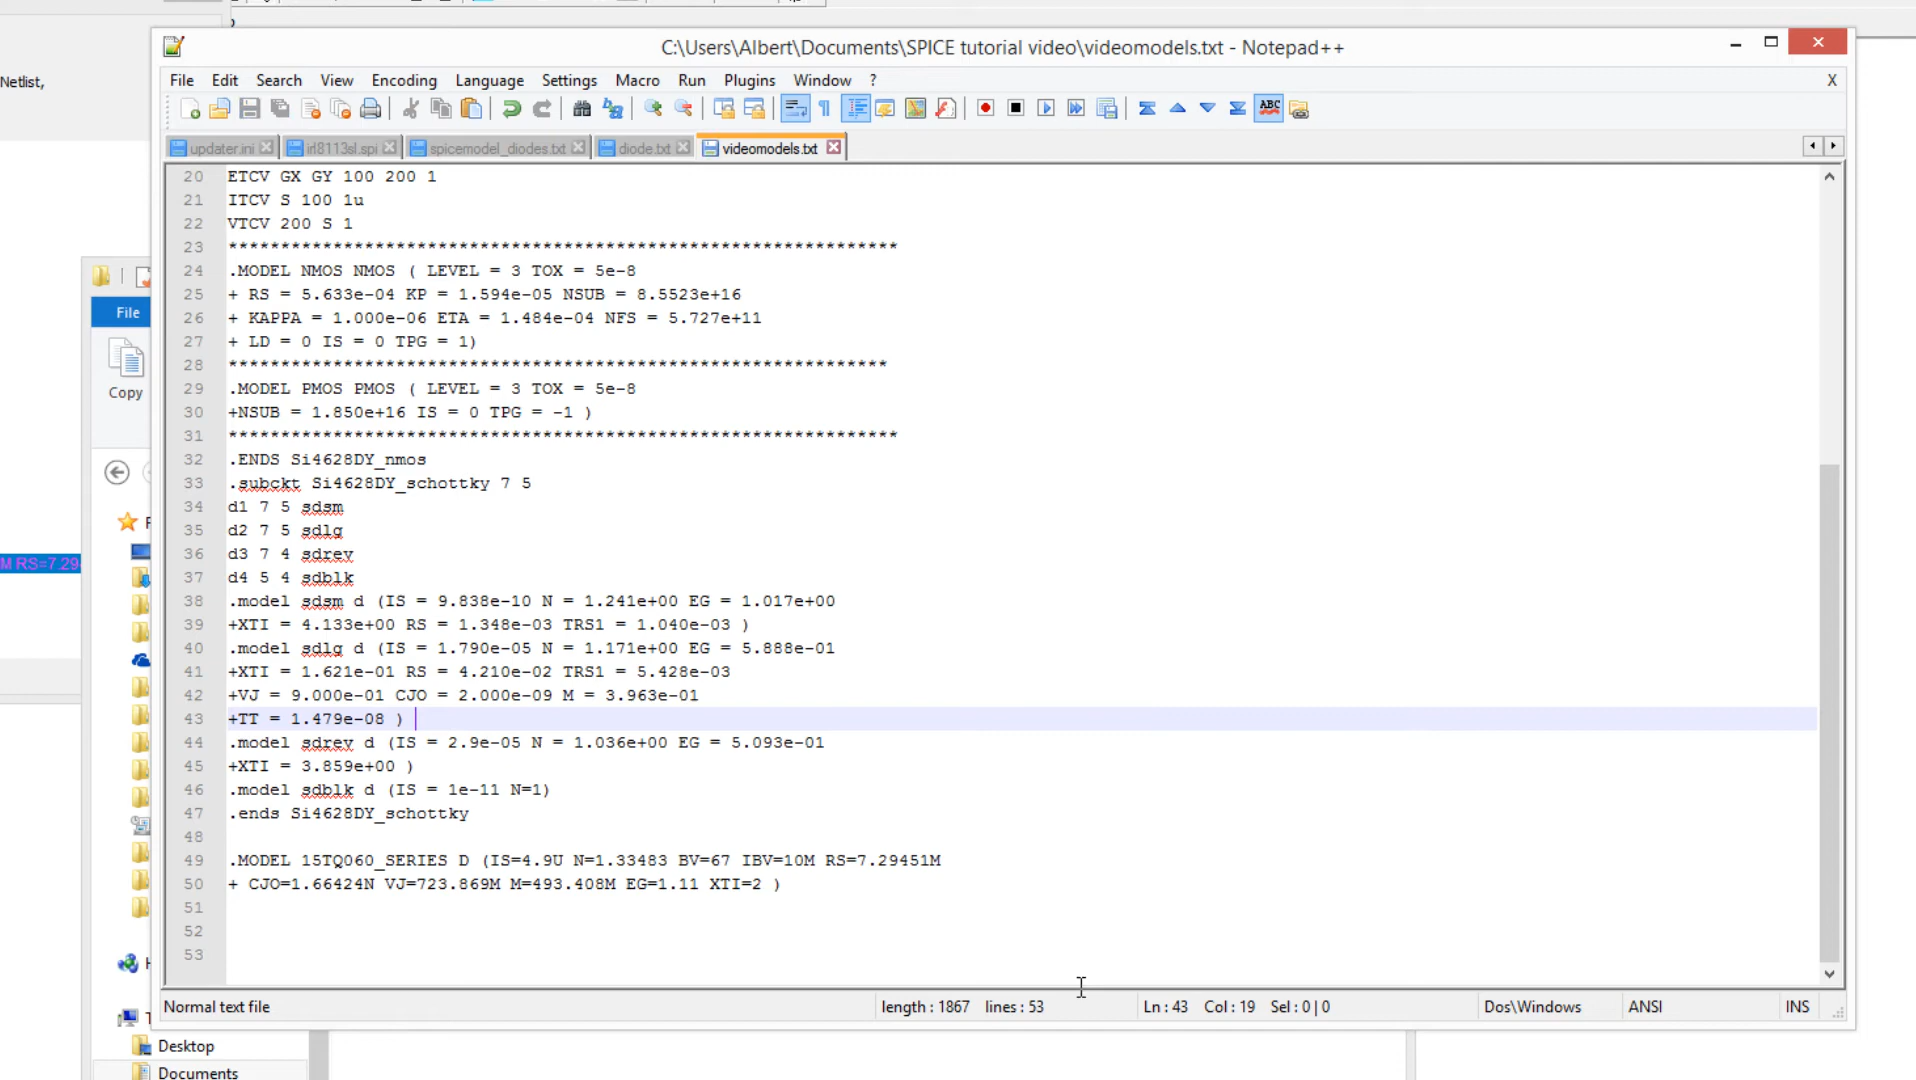 C:\Users\Albert\Documents\SPICE tutorial video\videomodels.txt - Notepad++
Netlist,
File Edit Search View Encoding Language Settings Macro Run Plugins Window ? X
updater.ini irl8113sl.spi spicemodel_diodes.txt diode.txt videomodels.txt
20 ETCV GX GY 100 200 1
21 ITCV S 100 1u
22 VTCV 200 S 1
23 ****************************************************************
24 .MODEL NMOS NMOS ( LEVEL = 3 TOX = 5e-8
25 + RS = 5.633e-04 KP = 1.594e-05 NSUB = 8.5523e+16
26 + KAPPA = 1.000e-06 ETA = 1.484e-04 NFS = 5.727e+11
27 + LD = 0 IS = 0 TPG = 1)
28 ***************************************************************
29 .MODEL PMOS PMOS ( LEVEL = 3 TOX = 5e-8
30 +NSUB = 1.850e+16 IS = 0 TPG = -1 )
31 ****************************************************************
32 .ENDS Si4628DY_nmos
33 .subckt Si4628DY_schottky 7 5
34 d1 7 5 sdsm
35 d2 7 5 sdlg
36 d3 7 4 sdrev
37 d4 5 4 sdblk
38 .model sdsm d (IS = 9.838e-10 N = 1.241e+00 EG = 1.017e+00
39 +XTI = 4.133e+00 RS = 1.348e-03 TRS1 = 1.040e-03 )
40 .model sdlg d (IS = 1.790e-05 N = 1.171e+00 EG = 5.888e-01
41 +XTI = 1.621e-01 RS = 4.210e-02 TRS1 = 5.428e-03
42 +VJ = 9.000e-01 CJO = 2.000e-09 M = 3.963e-01
43 +TT = 1.479e-08 )
44 .model sdrev d (IS = 2.9e-05 N = 1.036e+00 EG = 5.093e-01
45 +XTI = 3.859e+00 )
46 .model sdblk d (IS = 1e-11 N=1)
47 .ends Si4628DY_schottky
48
49 .MODEL 15TQ060_SERIES D (IS=4.9U N=1.33483 BV=67 IBV=10M RS=7.29451M
50 + CJO=1.66424N VJ=723.869M M=493.408M EG=1.11 XTI=2 )
51
52
53
File
Copy
M RS=7.29
Normal text file length : 1867 lines : 53 Ln : 43 Col : 19 Sel : 0 | 0 Dos\Windows ANSI INS
Desktop
Documents